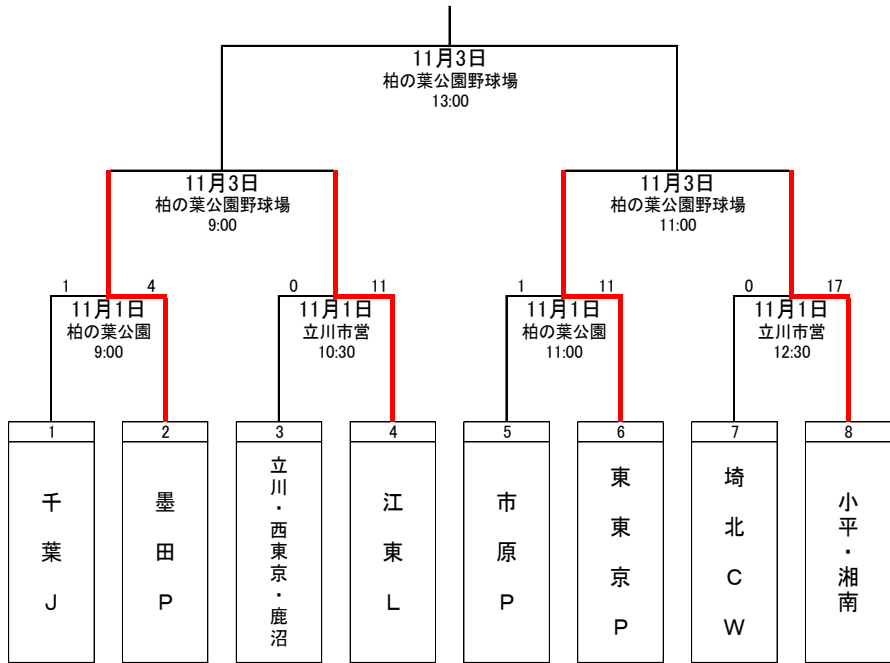 11月3日
柏の葉公園野球場
13:00
11月3日
柏の葉公園野球場
9:00
11月3日
柏の葉公園野球場
11:00
1 4
11月1日
柏の葉公園
9:00
0 11
11月1日
立川市営
10:30
1 11
11月1日
柏の葉公園
11:00
0 17
11月1日
立川市営
12:30
1
千葉J
2
墨田P
3
立川・西東京・鹿沼
4
江東L
5
市原P
6
東東京P
7
埼北CW
8
小平・湘南